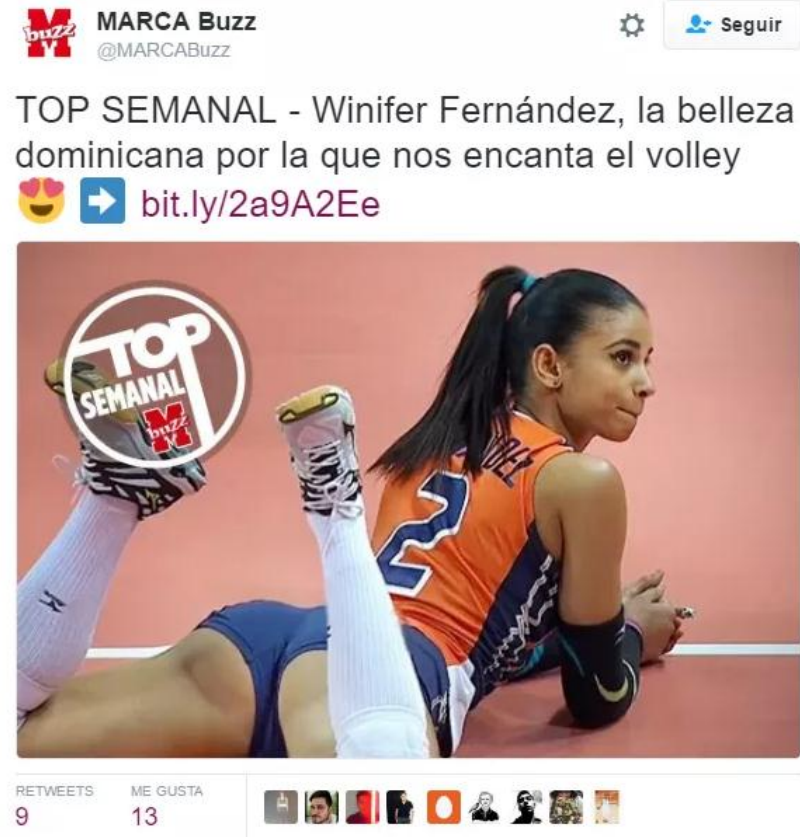 buzz M MARCA Buzz
@MARCABuzz
Seguir
TOP SEMANAL - Winifer Fernández, la belleza
dominicana por la que nos encanta el volley
😍 ➡ bit.ly/2a9A2Ee
TOP
SEMANAL
buzz
M
2
RETWEETS
ME GUSTA
9
13